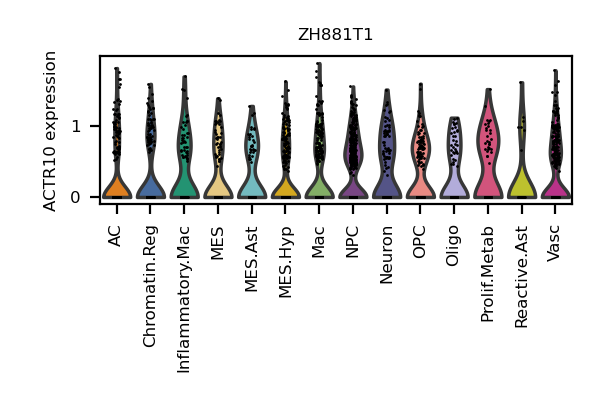 ZH881T1
ACTR10 expression
1
0
AC
Chromatin.Reg
Inflammatory.Mac
MES
MES.Ast
MES.Hyp
Mac
NPC
Neuron
OPC
Oligo
Prolif.Metab
Reactive.Ast
Vasc